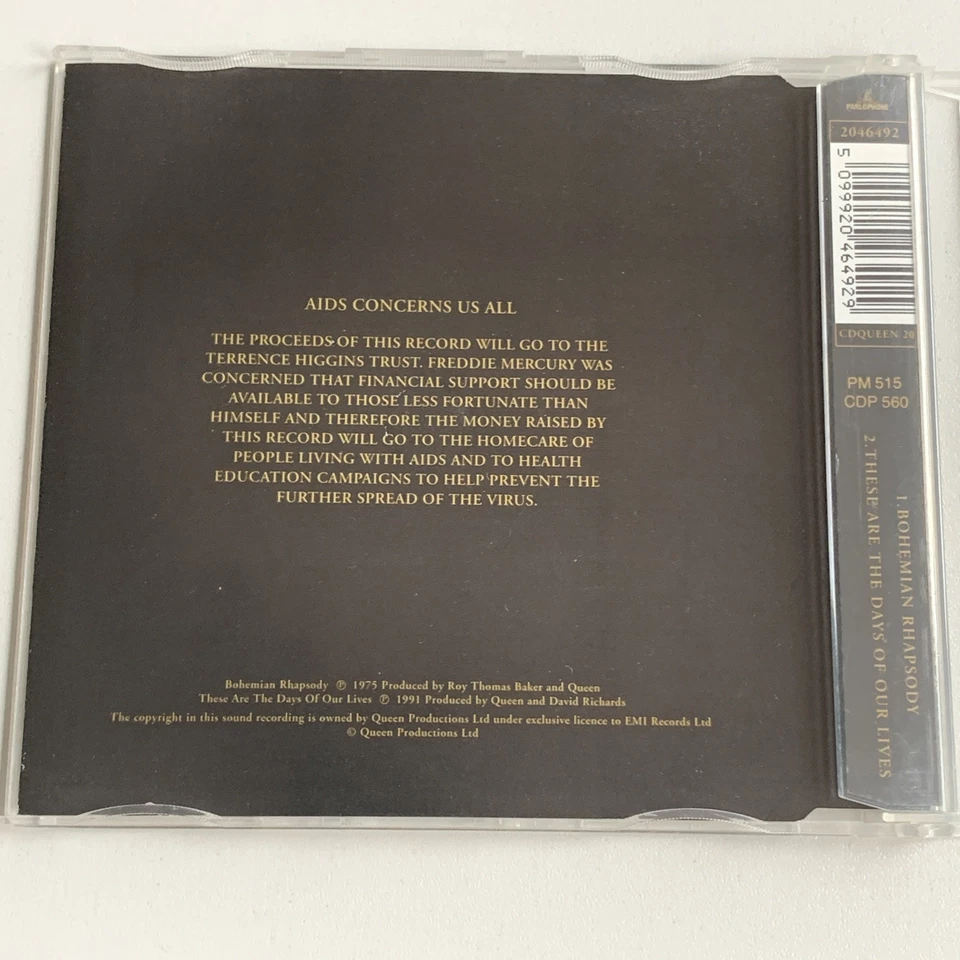 AIDS CONCERNS US ALL
THE PROCEEDS OF THIS RECORD WILL GO TO THE
TERRENCE HIGGINS TRUST. FREDDIE MERCURY WAS
CONCERNED THAT FINANCIAL SUPPORT SHOULD BE
AVAILABLE TO THOSE LESS FORTUNATE THAN
HIMSELF AND THEREFORE THE MONEY RAISED BY
THIS RECORD WILL GO TO THE HOMECARE OF
PEOPLE LIVING WITH AIDS AND TO HEALTH
EDUCATION CAMPAIGNS TO HELP PREVENT THE
FURTHER SPREAD OF THE VIRUS.
Bohemian Rhapsody ℗ 1975 Produced by Roy Thomas Baker and Queen
These Are The Days Of Our Lives ℗ 1991 Produced by Queen and David Richards
The copyright in this sound recording is owned by Queen Productions Ltd under exclusive licence to EMI Records Ltd
© Queen Productions Ltd
PARLOPHONE
2046492
5 099920 464929
CDQUEEN 20
PM 515
CDP 560
1. BOHEMIAN RHAPSODY
2. THESE ARE THE DAYS OF OUR LIVES